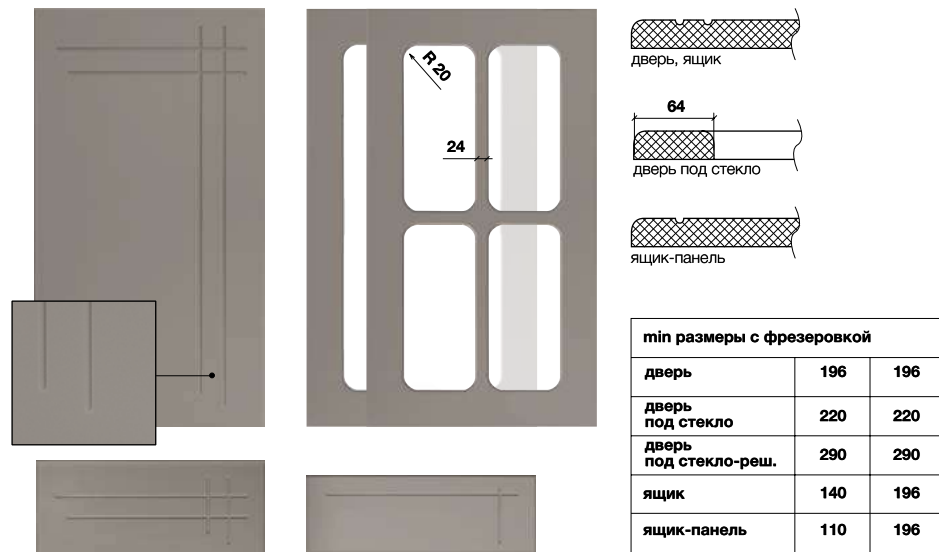 R 20
24
дверь, ящик
64
дверь под стекло
ящик-панель
min размеры с фрезеровкой
дверь 196 196
дверь
под стекло 220 220
дверь
под стекло-реш. 290 290
ящик 140 196
ящик-панель 110 196